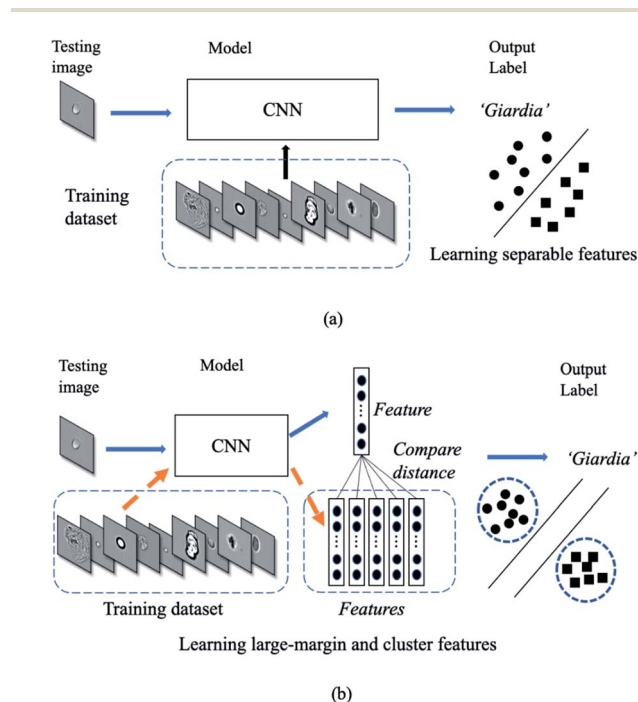 Testing
image
Model
Output
Label
CNN
'Giardia'
Training
dataset
Learning separable features
(a)
Testing
image
Model
Output
Label
Feature
CNN
Compare
distance
'Giardia'
Training dataset
Features
Learning large-margin and cluster features
(b)